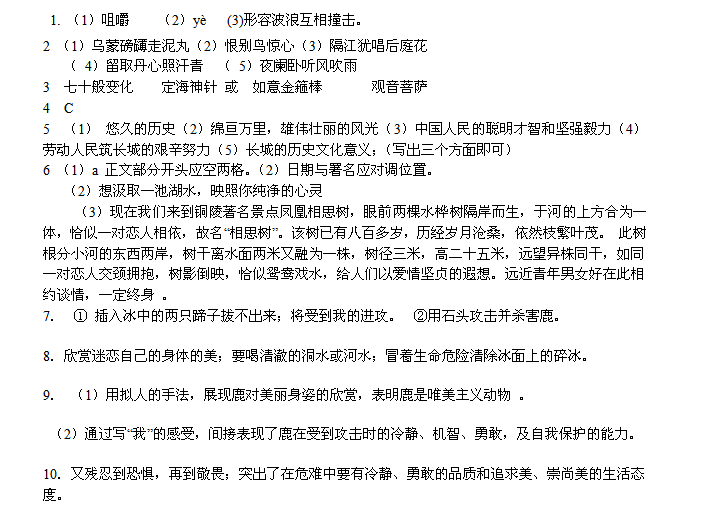 1. （1）咀嚼 （2）yè (3)形容波浪互相撞击。
2 （1）乌蒙磅礴走泥丸（2）恨别鸟惊心（3）隔江犹唱后庭花
（ 4）留取丹心照汗青 （ 5）夜阑卧听风吹雨
3 七十般变化 定海神针 或 如意金箍棒 观音菩萨
4 C
5 （1） 悠久的历史（2）绵亘万里，雄伟壮丽的风光（3）中国人民的聪明才智和坚强毅力（4）
劳动人民筑长城的艰辛努力（5）长城的历史文化意义；（写出三个方面即可）
6 （1）a 正文部分开头应空两格。（2）日期与署名应对调位置。
（2）想汲取一池湖水，映照你纯净的心灵
（3）现在我们来到铜陵著名景点凤凰相思树，眼前两棵水桦树隔岸而生，于河的上方合为一
体，恰似一对恋人相依，故名“相思树”。该树已有八百多岁，历经岁月沧桑，依然枝繁叶茂。 此树
根分小河的东西两岸，树干离水面两米又融为一株，树径三米，高二十五米，远望异株同干，如同
一对恋人交颈拥抱，树影倒映，恰似鸳鸯戏水，给人们以爱情坚贞的遐想。远近青年男女好在此相
约谈情，一定终身 。
7. ① 插入冰中的两只蹄子拔不出来；将受到我的进攻。 ②用石头攻击并杀害鹿。
8. 欣赏迷恋自己的身体的美；要喝清澈的涧水或河水；冒着生命危险清除冰面上的碎冰。
9. （1）用拟人的手法，展现鹿对美丽身姿的欣赏，表明鹿是唯美主义动物 。
（2）通过写“我”的感受，间接表现了鹿在受到攻击时的冷静、机智、勇敢，及自我保护的能力。
10. 又残忍到恐惧，再到敬畏；突出了在危难中要有冷静、勇敢的品质和追求美、崇尚美的生活态
度。